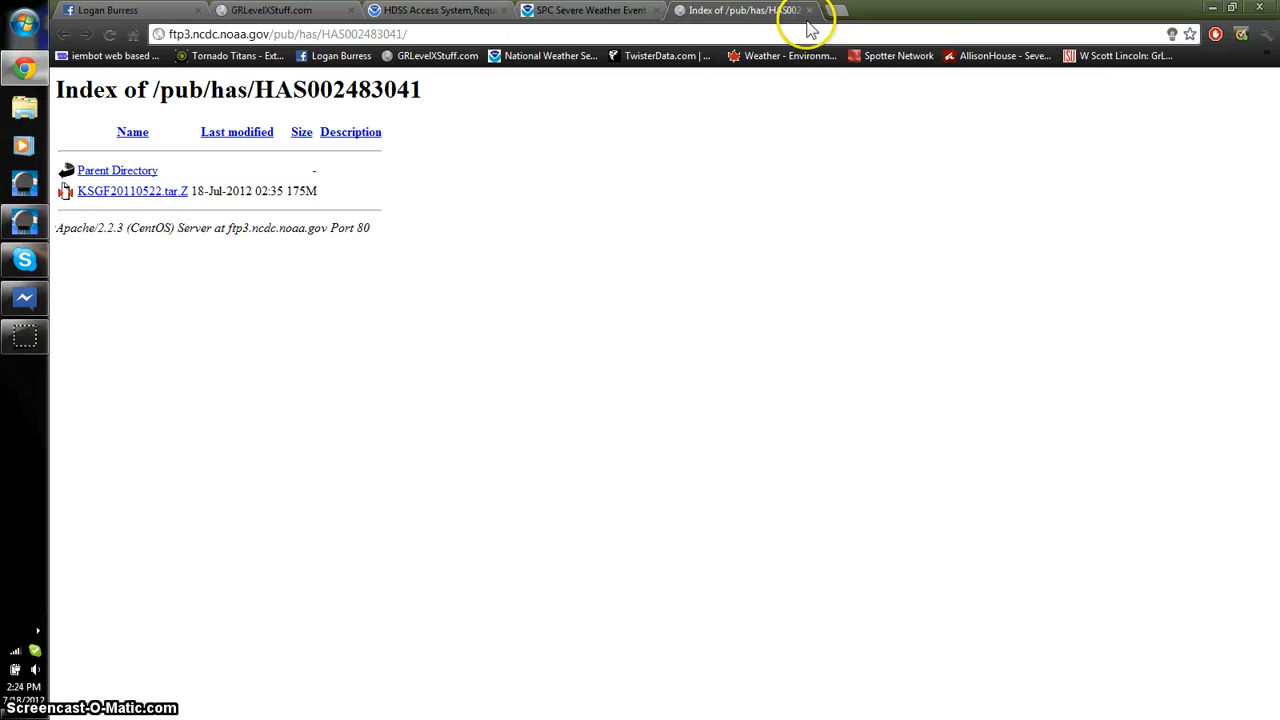 Logan Burress
GRLevelXStuff.com
HDSS Access System,Requ
SPC Severe Weather Event
Index of /pub/has/HAS002
ftp3.ncdc.noaa.gov/pub/has/HAS002483041/
iembot web based ...
Tornado Titans - Ext...
Logan Burress
GRLevelXStuff.com
National Weather Se...
TwisterData.com | ...
Weather - Environm...
Spotter Network
AllisonHouse - Seve...
W Scott Lincoln: GrL...
Index of /pub/has/HAS002483041
Name Last modified Size Description
Parent Directory -
KSGF20110522.tar.Z 18-Jul-2012 02:35 175M
Apache/2.2.3 (CentOS) Server at ftp3.ncdc.noaa.gov Port 80
2:24 PM
7/18/2012
Screencast-O-Matic.com